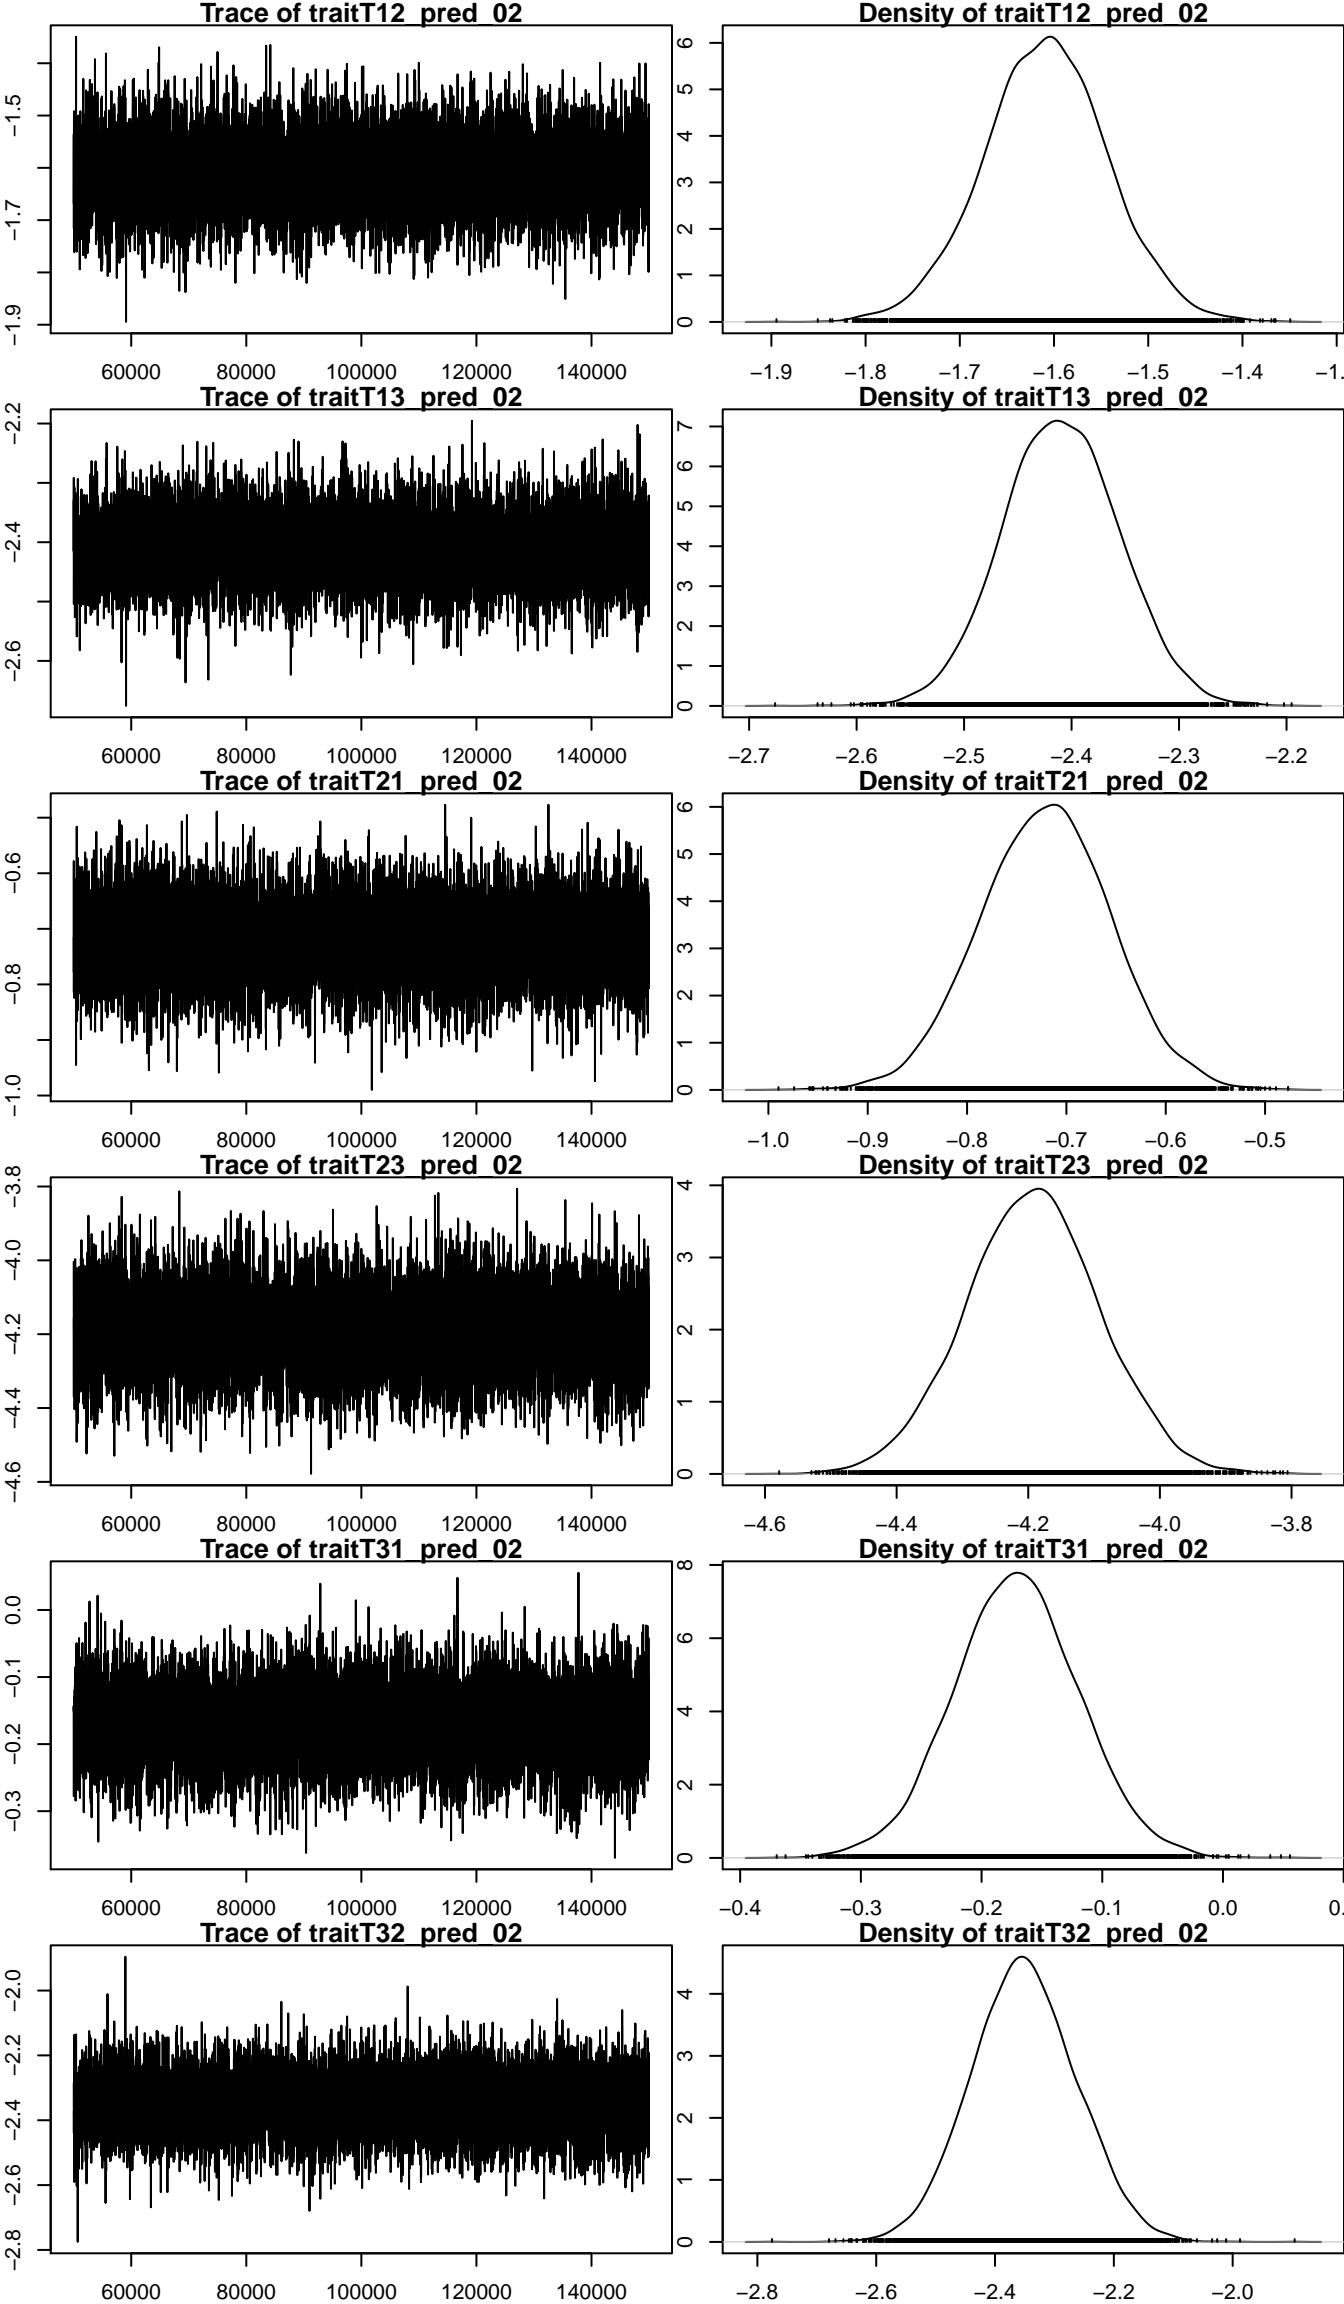 Trace of traitT12_pred_02 Density of traitT12_pred_02
−1.9 −1.7 −1.5
0 1 2 3 4 5 6
60000 80000 100000 120000 140000 −1.9 −1.8 −1.7 −1.6 −1.5 −1.4 −1.
Trace of traitT13_pred_02 Density of traitT13_pred_02
−2.6 −2.4 −2.2
0 1 2 3 4 5 6 7
60000 80000 100000 120000 140000 −2.7 −2.6 −2.5 −2.4 −2.3 −2.2
Trace of traitT21_pred_02 Density of traitT21_pred_02
−1.0 −0.8 −0.6
0 1 2 3 4 5 6
60000 80000 100000 120000 140000 −1.0 −0.9 −0.8 −0.7 −0.6 −0.5
Trace of traitT23_pred_02 Density of traitT23_pred_02
−4.6 −4.4 −4.2 −4.0 −3.8
0 1 2 3 4
60000 80000 100000 120000 140000 −4.6 −4.4 −4.2 −4.0 −3.8
Trace of traitT31_pred_02 Density of traitT31_pred_02
−0.3 −0.2 −0.1 0.0
0 2 4 6 8
60000 80000 100000 120000 140000 −0.4 −0.3 −0.2 −0.1 0.0 0.
Trace of traitT32_pred_02 Density of traitT32_pred_02
−2.8 −2.6 −2.4 −2.2 −2.0
0 1 2 3 4
60000 80000 100000 120000 140000 −2.8 −2.6 −2.4 −2.2 −2.0